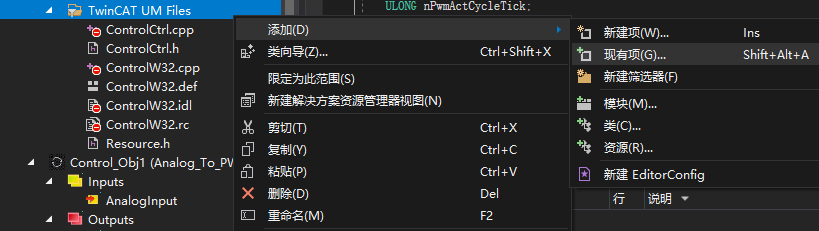 TwinCAT UM Files
ULONG nPwmActCycleTick;
ControlCtrl.cpp
ControlCtrl.h
ControlW32.cpp
ControlW32.def
ControlW32.idl
ControlW32.rc
Resource.h
Control_Obj1 (Analog_To_PW
Inputs
AnalogInput
Outputs
添加(D)
类向导(Z)... Ctrl+Shift+X
限定为此范围(S)
新建解决方案资源管理器视图(N)
剪切(T) Ctrl+X
复制(Y) Ctrl+C
粘贴(P) Ctrl+V
删除(D) Del
重命名(M) F2
新建项(W)... Ins
现有项(G)... Shift+Alt+A
新建筛选器(F)
模块(M)...
类(C)...
资源(R)...
新建 EditorConfig
行 说明